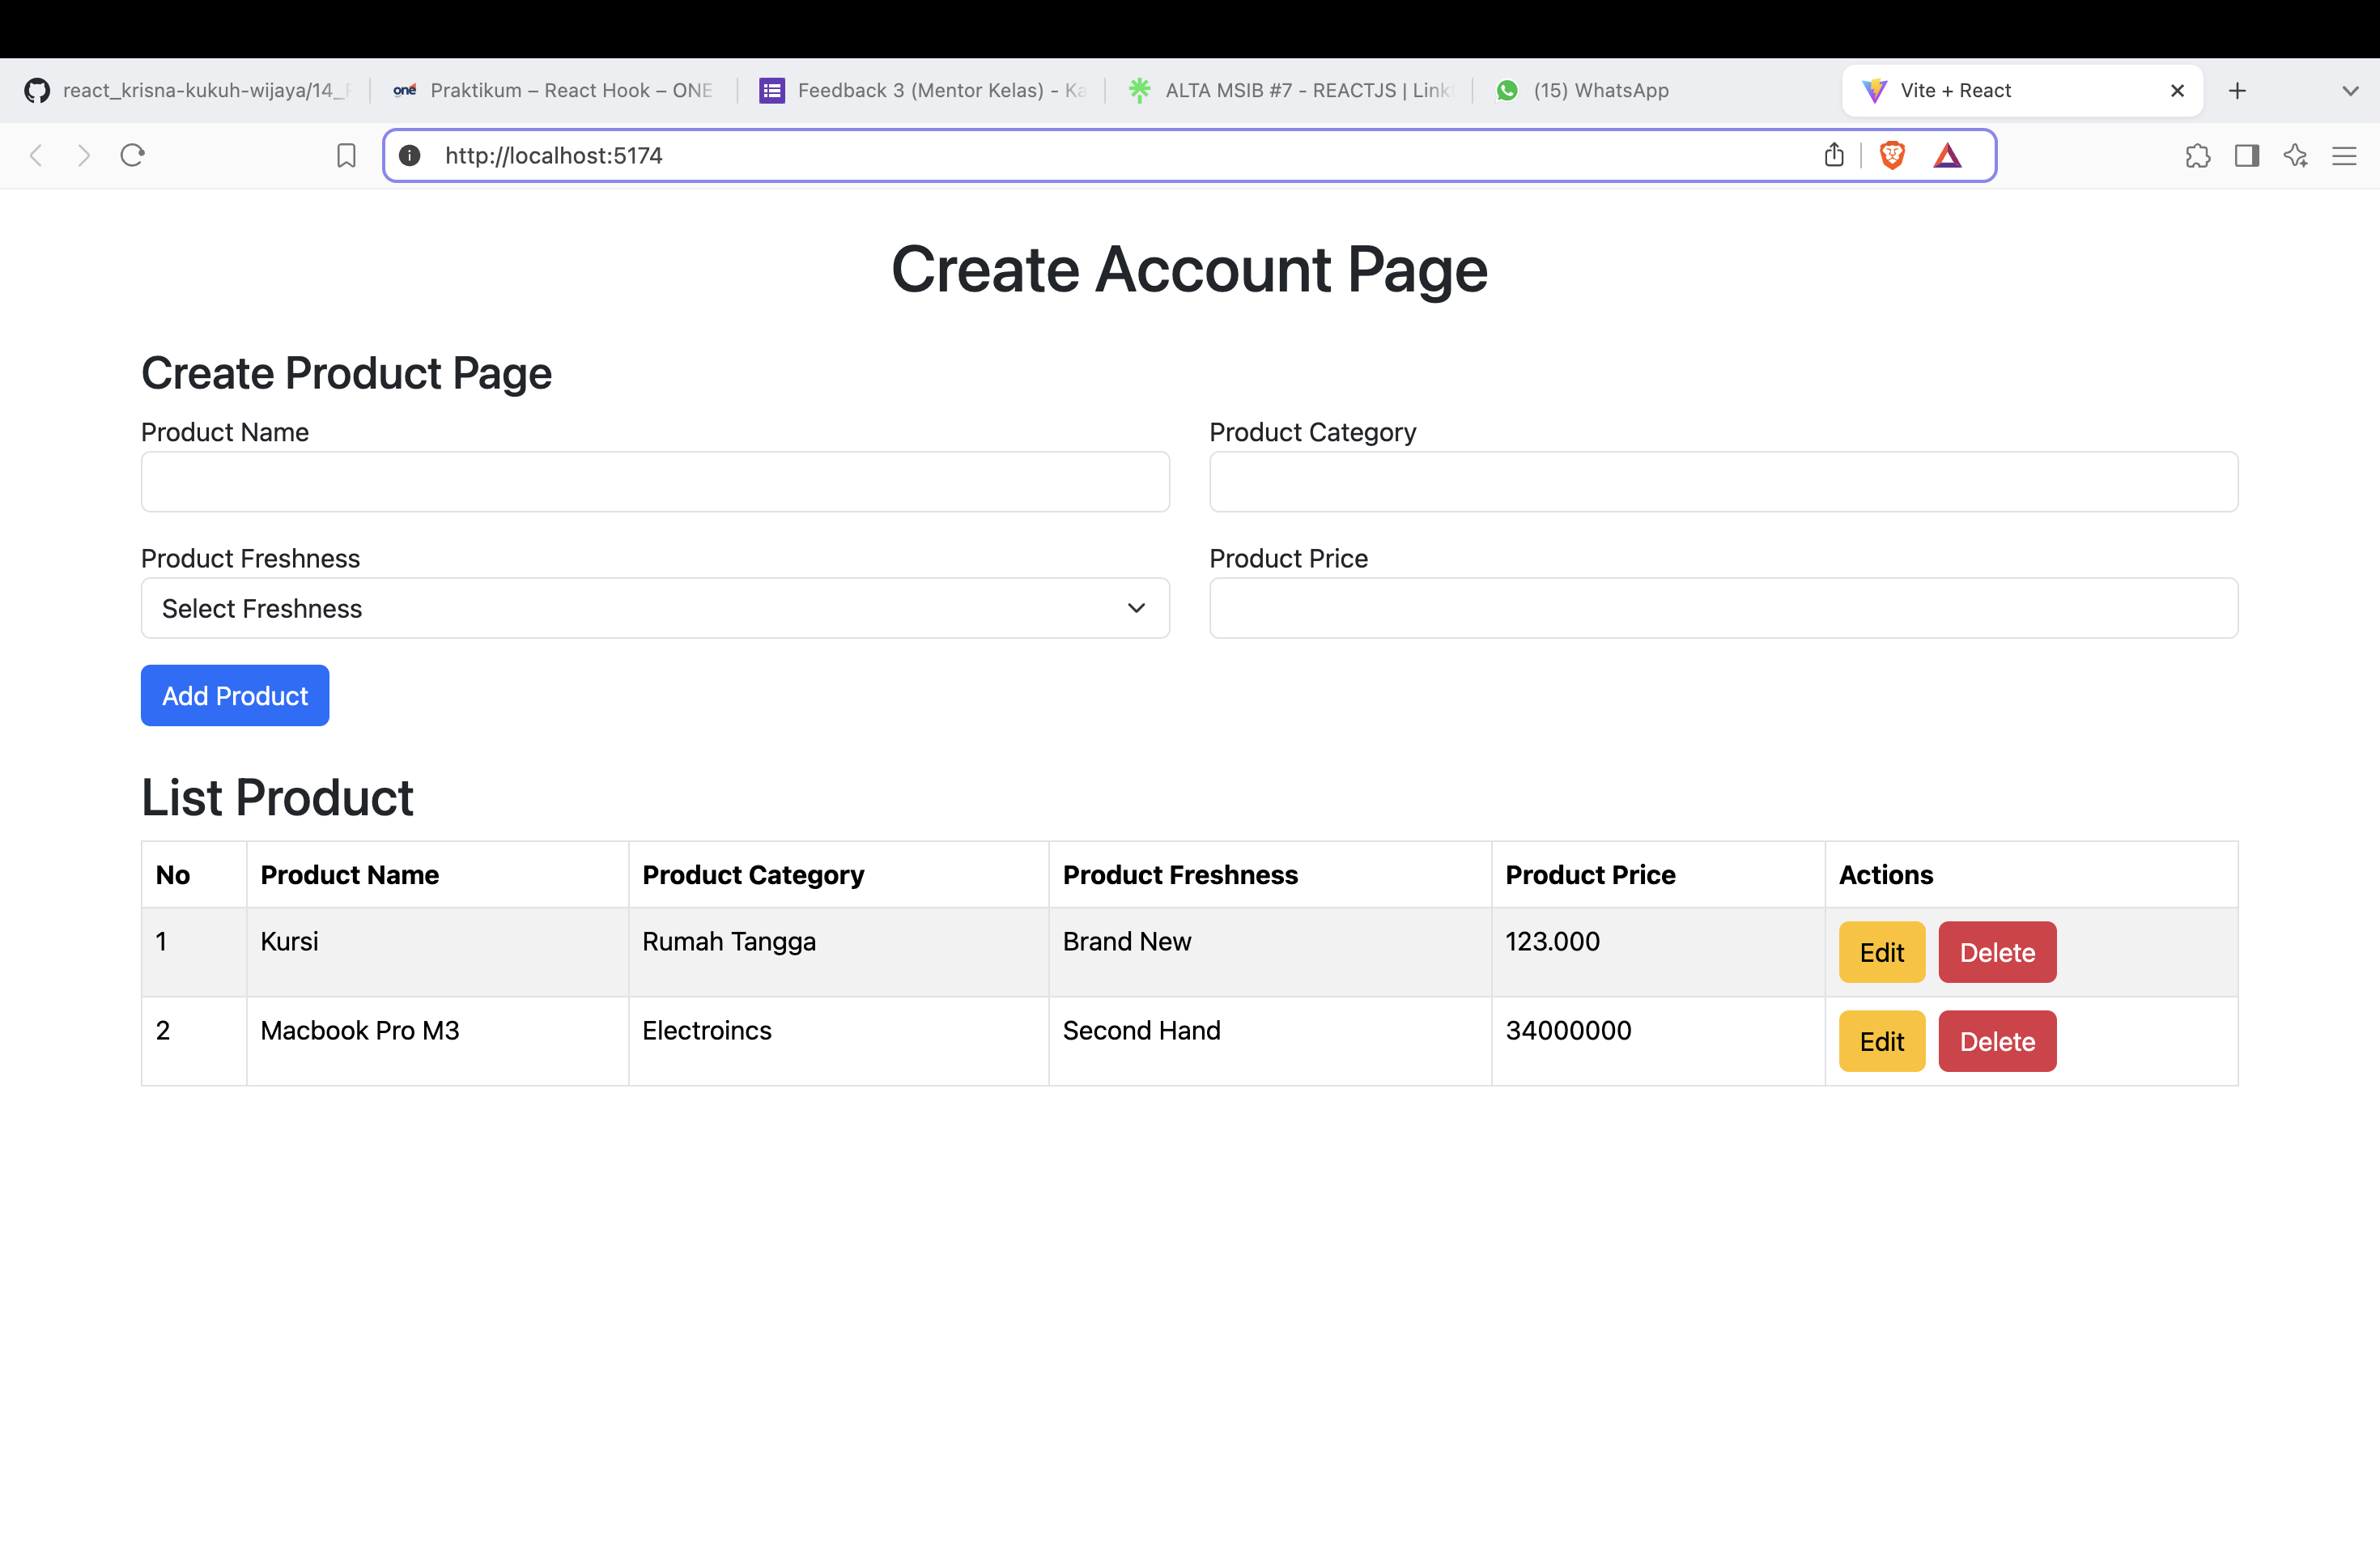 react_krisna-kukuh-wijaya/14_
one Praktikum – React Hook – ONE
Feedback 3 (Mentor Kelas) - Ka
ALTA MSIB #7 - REACTJS | Link
(15) WhatsApp
Vite + React
http://localhost:5174
Create Account Page
Create Product Page
Product Name Product Category
Product Freshness Product Price
Select Freshness
Add Product
List Product
No Product Name Product Category Product Freshness Product Price Actions
1 Kursi Rumah Tangga Brand New 123.000 Edit Delete
2 Macbook Pro M3 Electroincs Second Hand 34000000 Edit Delete